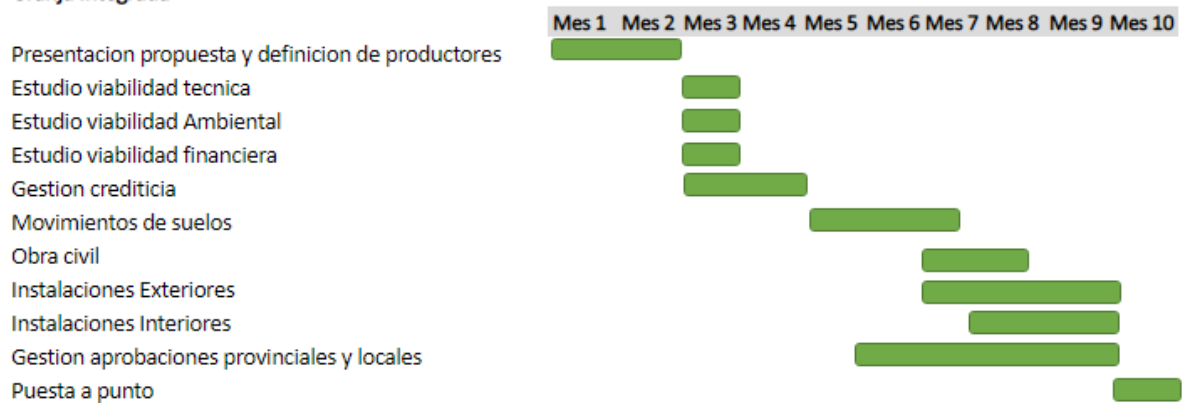 Mes 1 Mes 2 Mes 3 Mes 4 Mes 5 Mes 6 Mes 7 Mes 8 Mes 9 Mes 10
Presentacion propuesta y definicion de productores
Estudio viabilidad tecnica
Estudio viabilidad Ambiental
Estudio viabilidad financiera
Gestion crediticia
Movimientos de suelos
Obra civil
Instalaciones Exteriores
Instalaciones Interiores
Gestion aprobaciones provinciales y locales
Puesta a punto